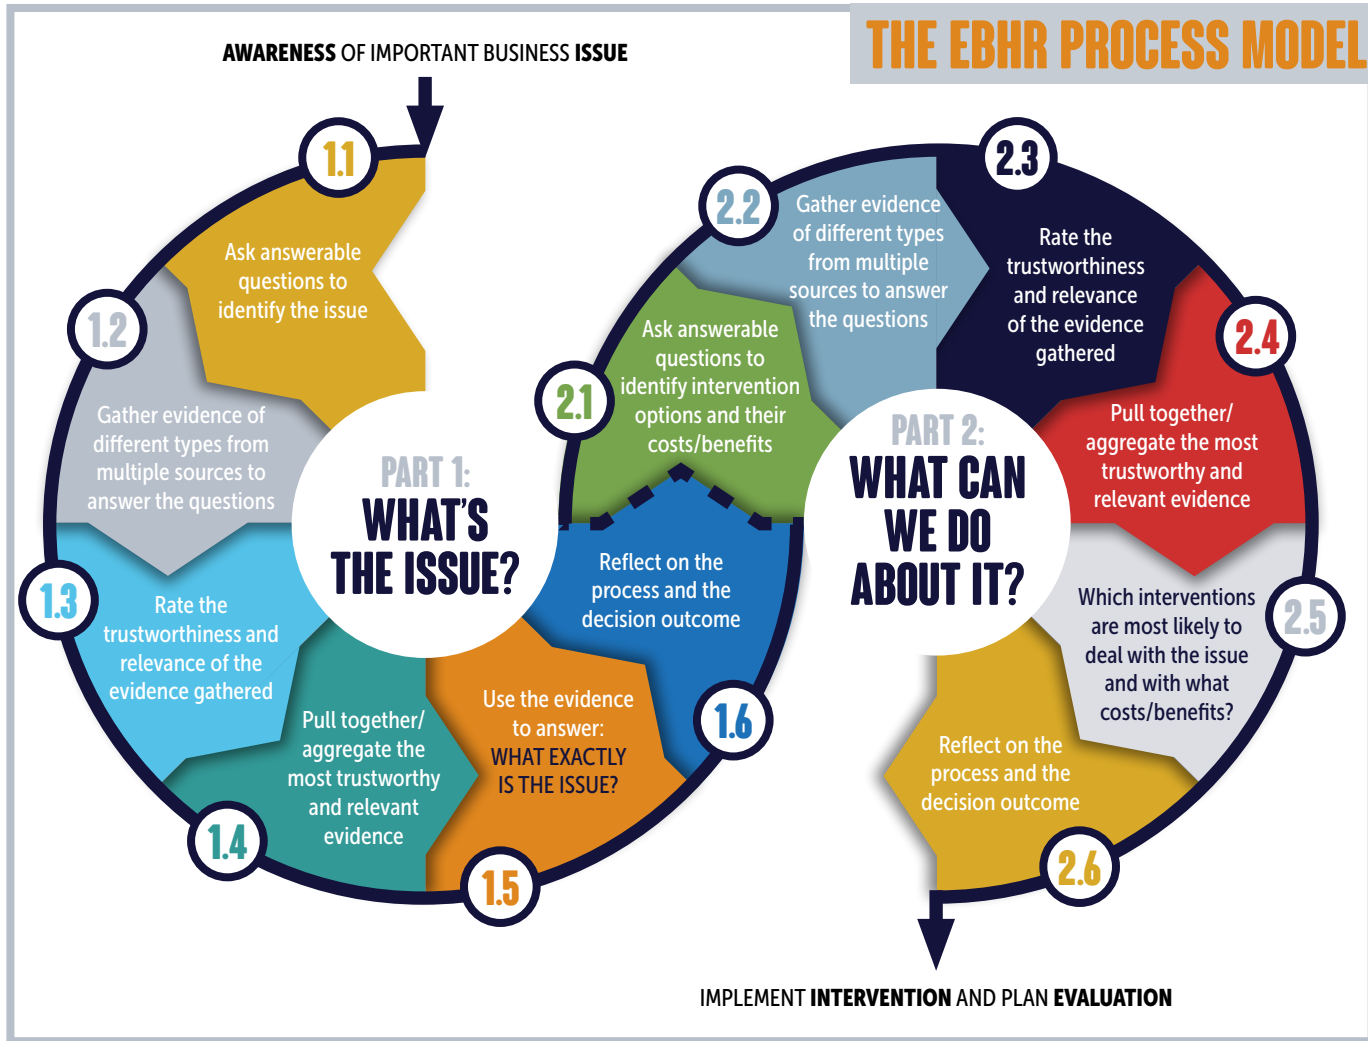 THE EBHR PROCESS MODEL
AWARENESS OF IMPORTANT BUSINESS ISSUE
1.1
Ask answerable
questions to
identify the issue
1.2
Gather evidence of
different types from
multiple sources to
answer the questions
1.3
Rate the
trustworthiness and
relevance of the
evidence gathered
1.4
Pull together/
aggregate the
most trustworthy
and relevant
evidence
1.5
Use the evidence
to answer:
WHAT EXACTLY
IS THE ISSUE?
1.6
Reflect on the
process and the
decision outcome
PART 1:
WHAT'S
THE ISSUE?
2.1
Ask answerable
questions to
identify intervention
options and their
costs/benefits
2.2
Gather evidence
of different types
from multiple
sources to answer
the questions
2.3
Rate the
trustworthiness
and relevance
of the evidence
gathered
2.4
Pull together/
aggregate the most
trustworthy and
relevant evidence
2.5
Which interventions
are most likely to
deal with the issue
and with what
costs/benefits?
2.6
Reflect on the
process and the
decision outcome
PART 2:
WHAT CAN
WE DO
ABOUT IT?
IMPLEMENT INTERVENTION AND PLAN EVALUATION